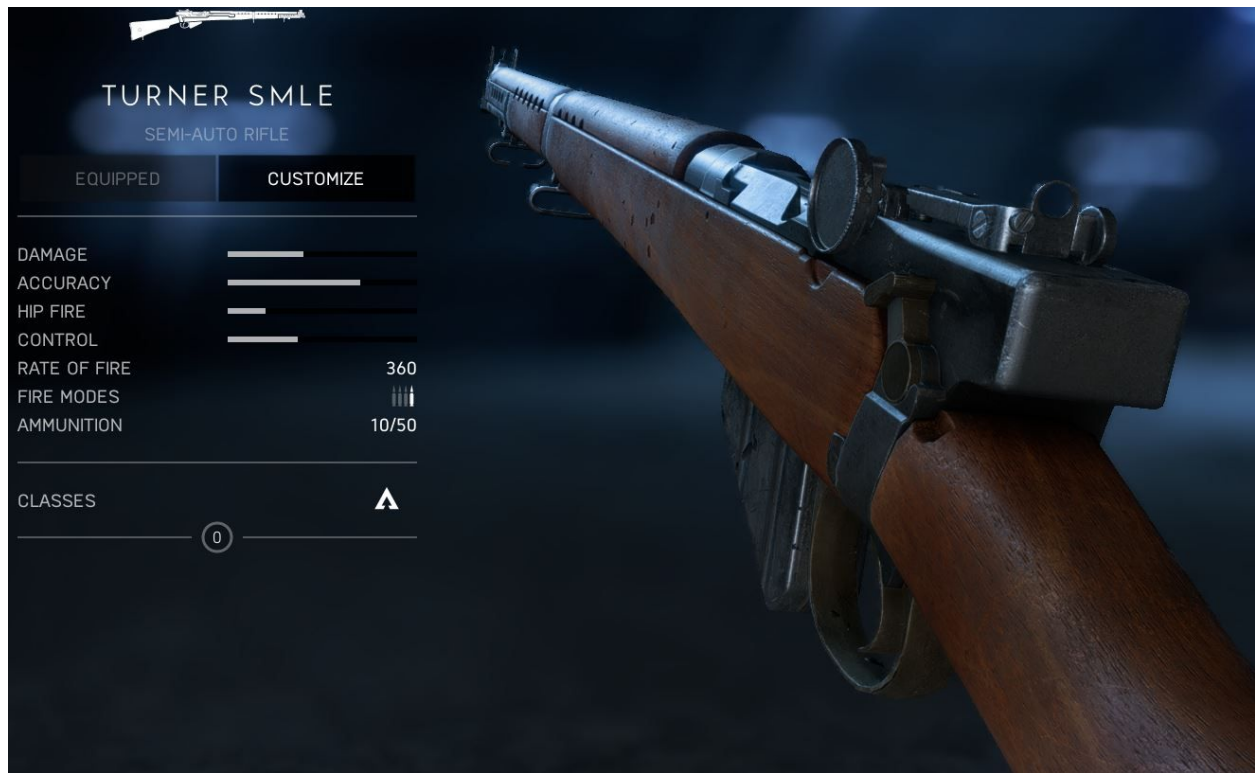 TURNER SMLE
SEMI-AUTO RIFLE
EQUIPPED CUSTOMIZE
DAMAGE
ACCURACY
HIP FIRE
CONTROL
RATE OF FIRE 360
FIRE MODES
AMMUNITION 10/50
CLASSES
0